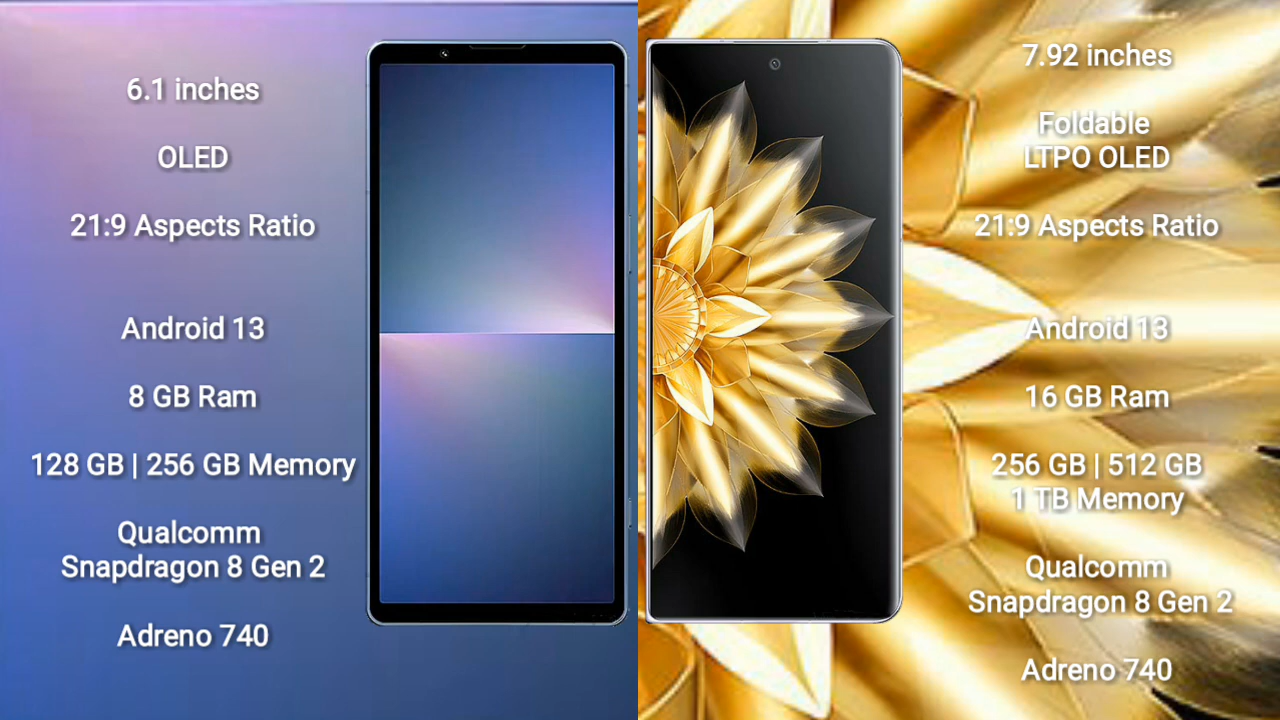 6.1 inches
OLED
21:9 Aspects Ratio
Android 13
8 GB Ram
128 GB | 256 GB Memory
Qualcomm
Snapdragon 8 Gen 2
Adreno 740
7.92 inches
Foldable
LTPO OLED
21:9 Aspects Ratio
Android 13
16 GB Ram
256 GB | 512 GB
1 TB Memory
Qualcomm
Snapdragon 8 Gen 2
Adreno 740